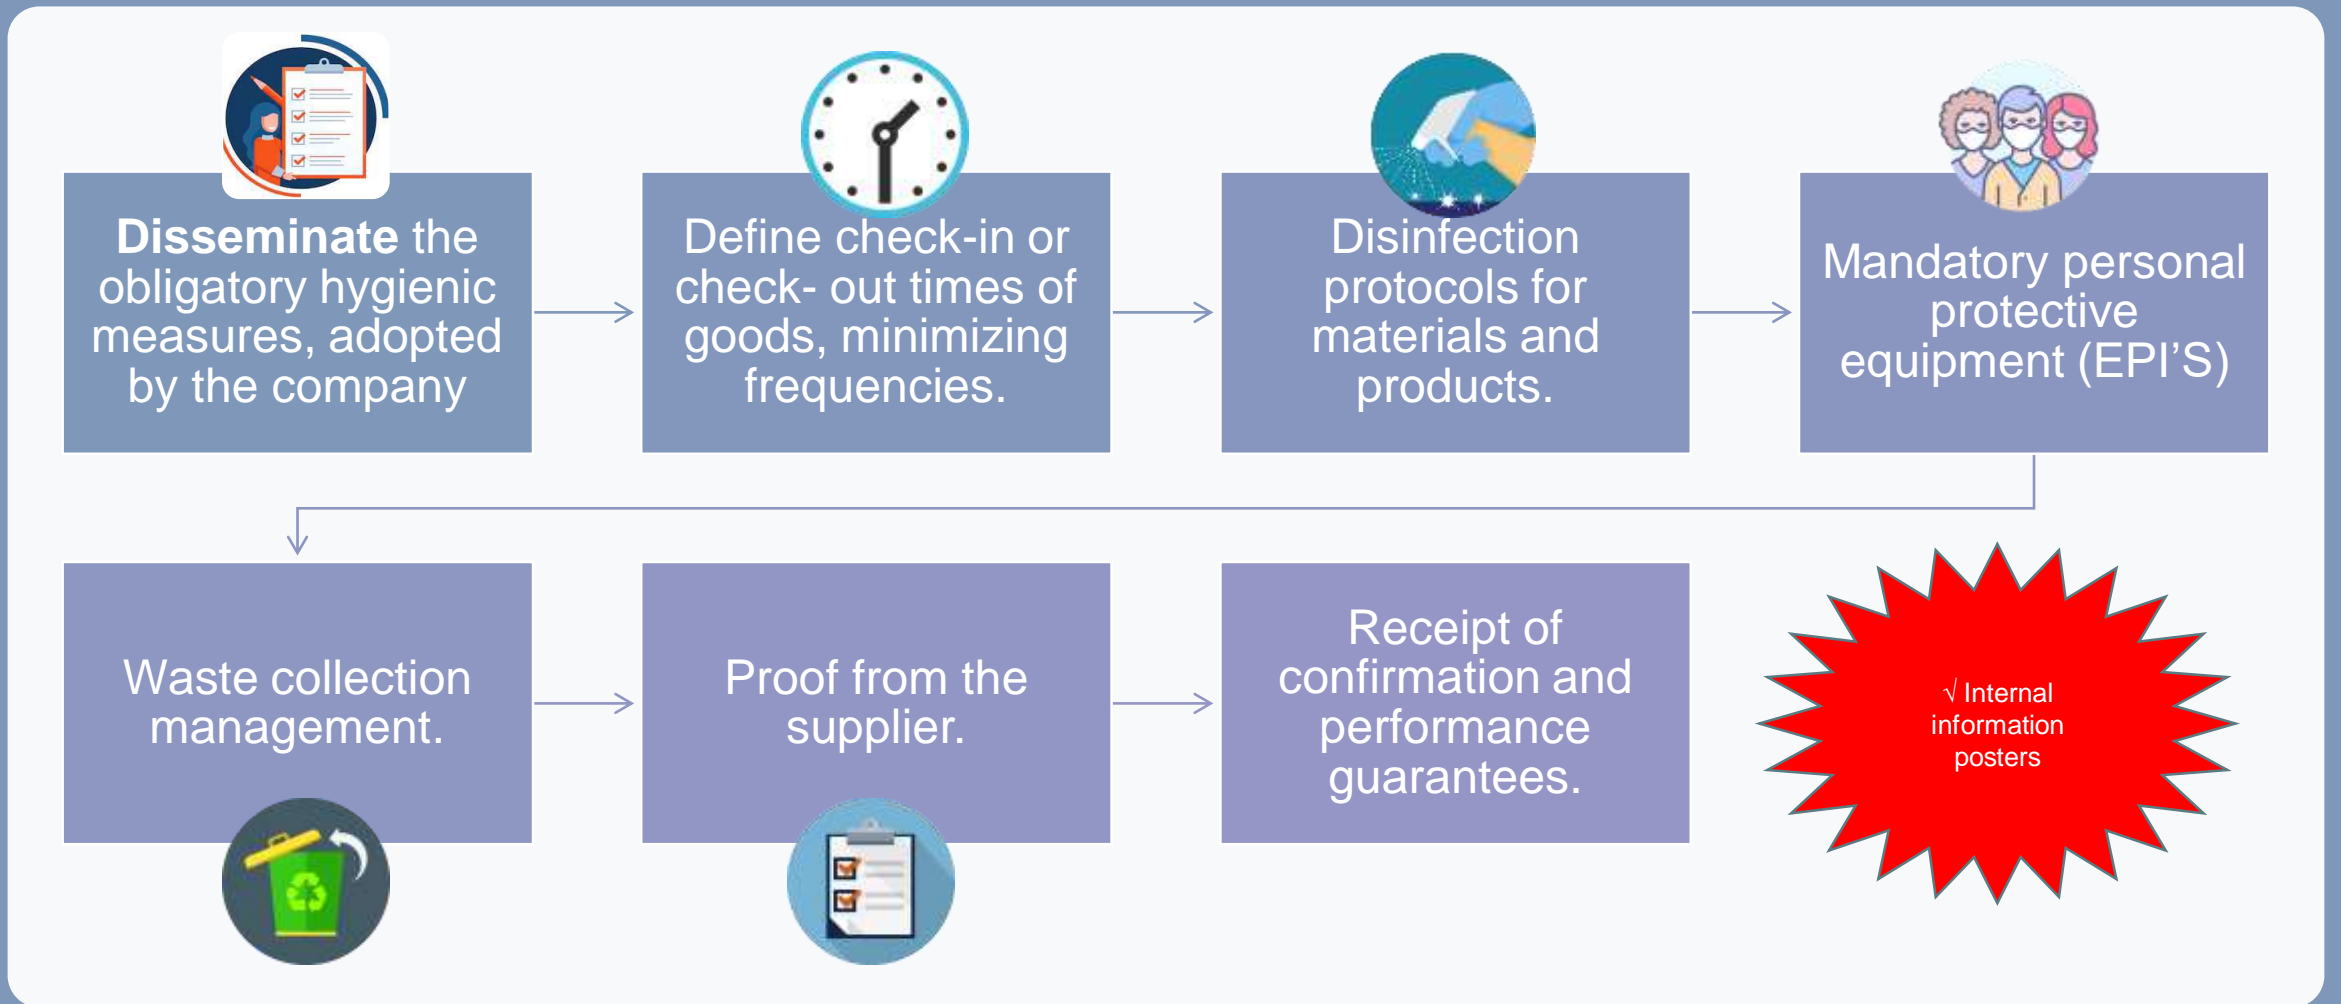 Disseminate the
obligatory hygienic
measures, adopted
by the company
Define check-in or
check- out times of
goods, minimizing
frequencies.
Disinfection
protocols for
materials and
products.
Mandatory personal
protective
equipment (EPI’S)
Waste collection
management.
Proof from the
supplier.
Receipt of
confirmation and
performance
guarantees.
√ Internal
information
posters